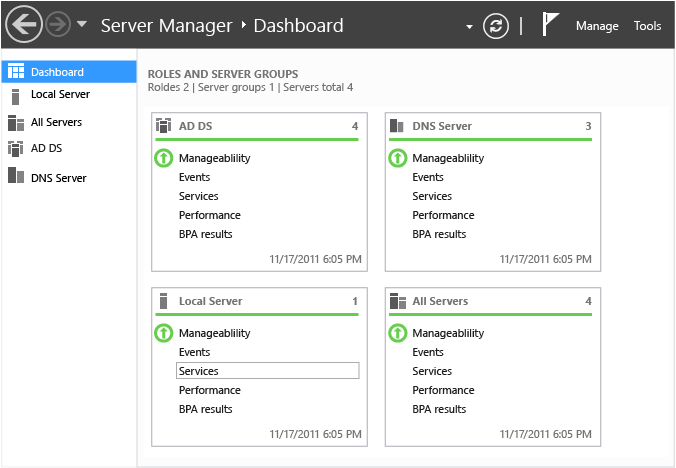 Server Manager ‣ Dashboard
Manage
Tools
Dashboard
Local Server
All Servers
AD DS
DNS Server
ROLES AND SERVER GROUPS
Roldes 2 | Server groups 1 | Servers total 4
AD DS 4
Manageablility
Events
Services
Performance
BPA results
11/17/2011 6:05 PM
DNS Server 3
Manageablility
Events
Services
Performance
BPA results
11/17/2011 6:05 PM
Local Server 1
Manageablility
Events
Services
Performance
BPA results
11/17/2011 6:05 PM
All Servers 4
Manageablility
Events
Services
Performance
BPA results
11/17/2011 6:05 PM